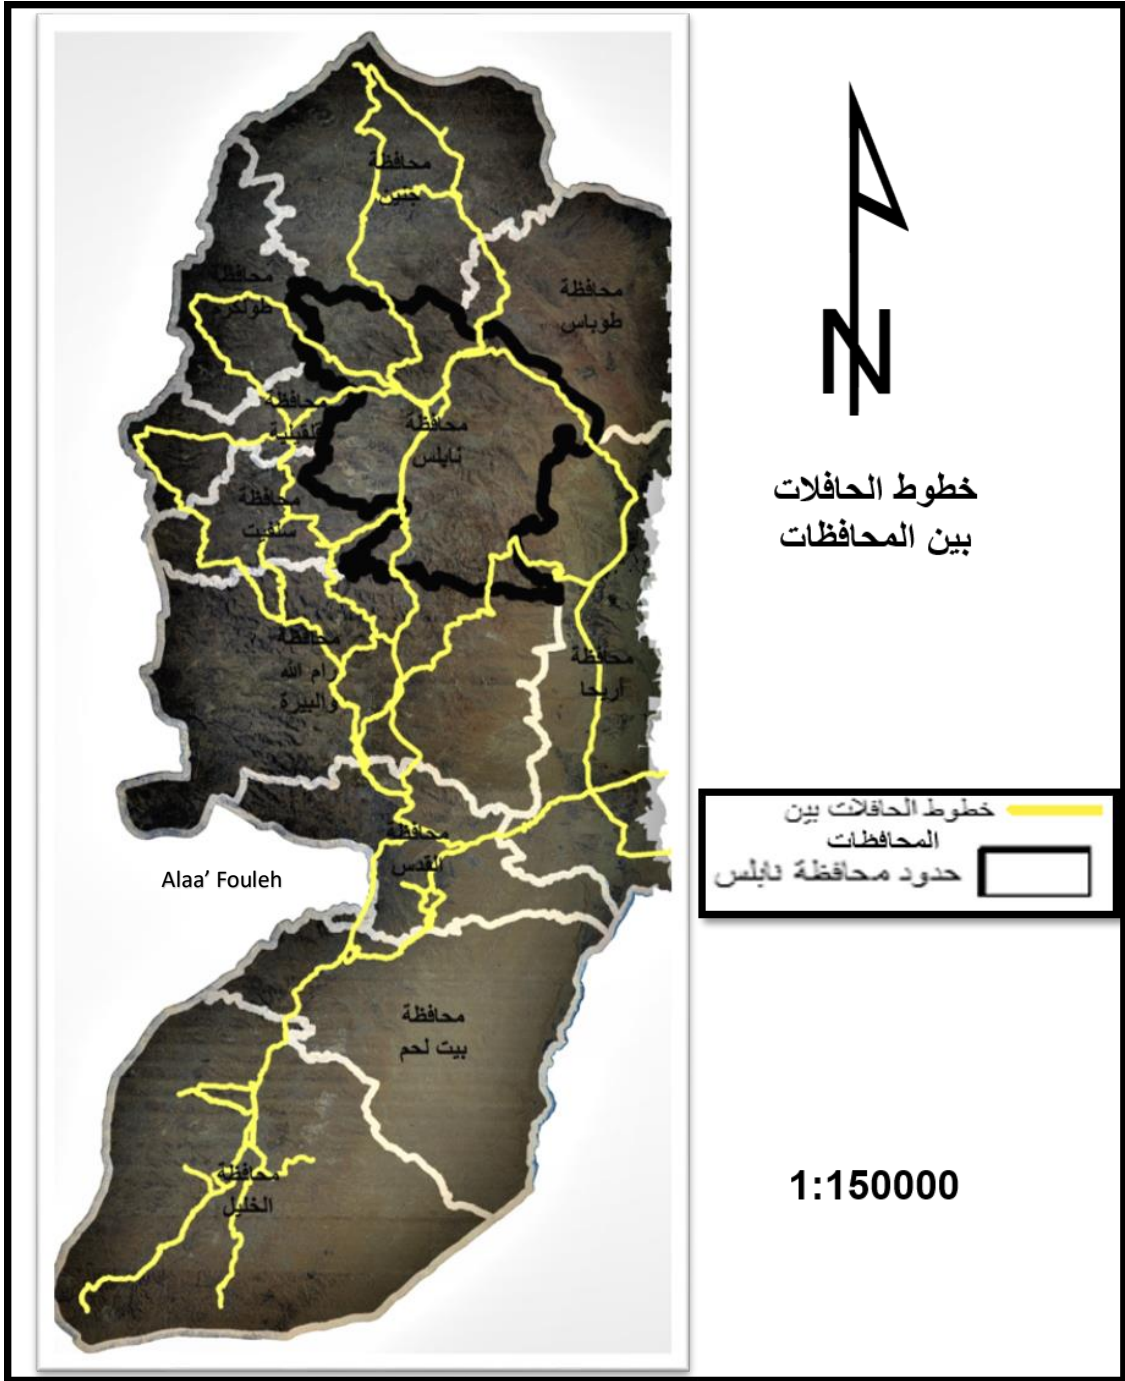 محافظة
جنين
محافظة
طولكرم
محافظة
طوباس
محافظة
قلقيلية
محافظة
نابلس
محافظة
سلفيت
محافظة
رام الله
والبيرة
محافظة
أريحا
محافظة
القدس
محافظة
بيت لحم
محافظة
الخليل
Alaa’ Fouleh
N
خطوط الحافلات
بين المحافظات
خطوط الحافلات بين
المحافظات
حدود محافظة نابلس
1:150000